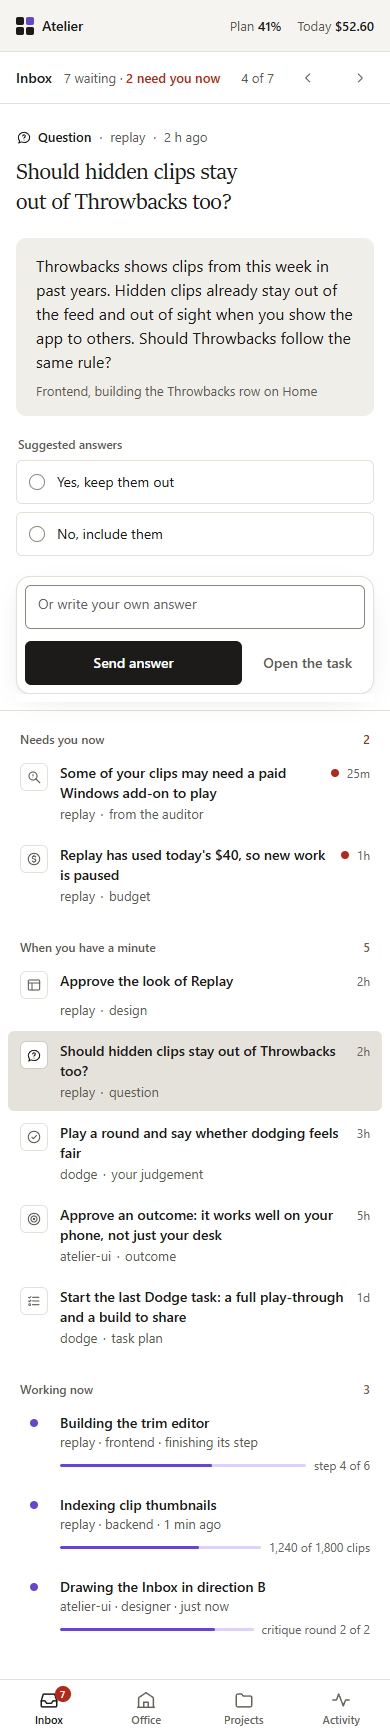 Atelier
Plan 41% Today $52.60
Inbox 7 waiting · 2 need you now 4 of 7
Question · replay · 2 h ago
Should hidden clips stay
out of Throwbacks too?
Throwbacks shows clips from this week in
past years. Hidden clips already stay out of
the feed and out of sight when you show the
app to others. Should Throwbacks follow the
same rule?
Frontend, building the Throwbacks row on Home
Suggested answers
Yes, keep them out
No, include them
Or write your own answer
Send answer Open the task
Needs you now 2
Some of your clips may need a paid 25m
Windows add-on to play
replay · from the auditor
Replay has used today's $40, so new work 1h
is paused
replay · budget
When you have a minute 5
Approve the look of Replay 2h
replay · design
Should hidden clips stay out of Throwbacks 2h
too?
replay · question
Play a round and say whether dodging feels 3h
fair
dodge · your judgement
Approve an outcome: it works well on your 5h
phone, not just your desk
atelier-ui · outcome
Start the last Dodge task: a full play-through 1d
and a build to share
dodge · task plan
Working now 3
Building the trim editor
replay · frontend · finishing its step
step 4 of 6
Indexing clip thumbnails
replay · backend · 1 min ago
1,240 of 1,800 clips
Drawing the Inbox in direction B
atelier-ui · designer · just now
critique round 2 of 2
7
Inbox Office Projects Activity